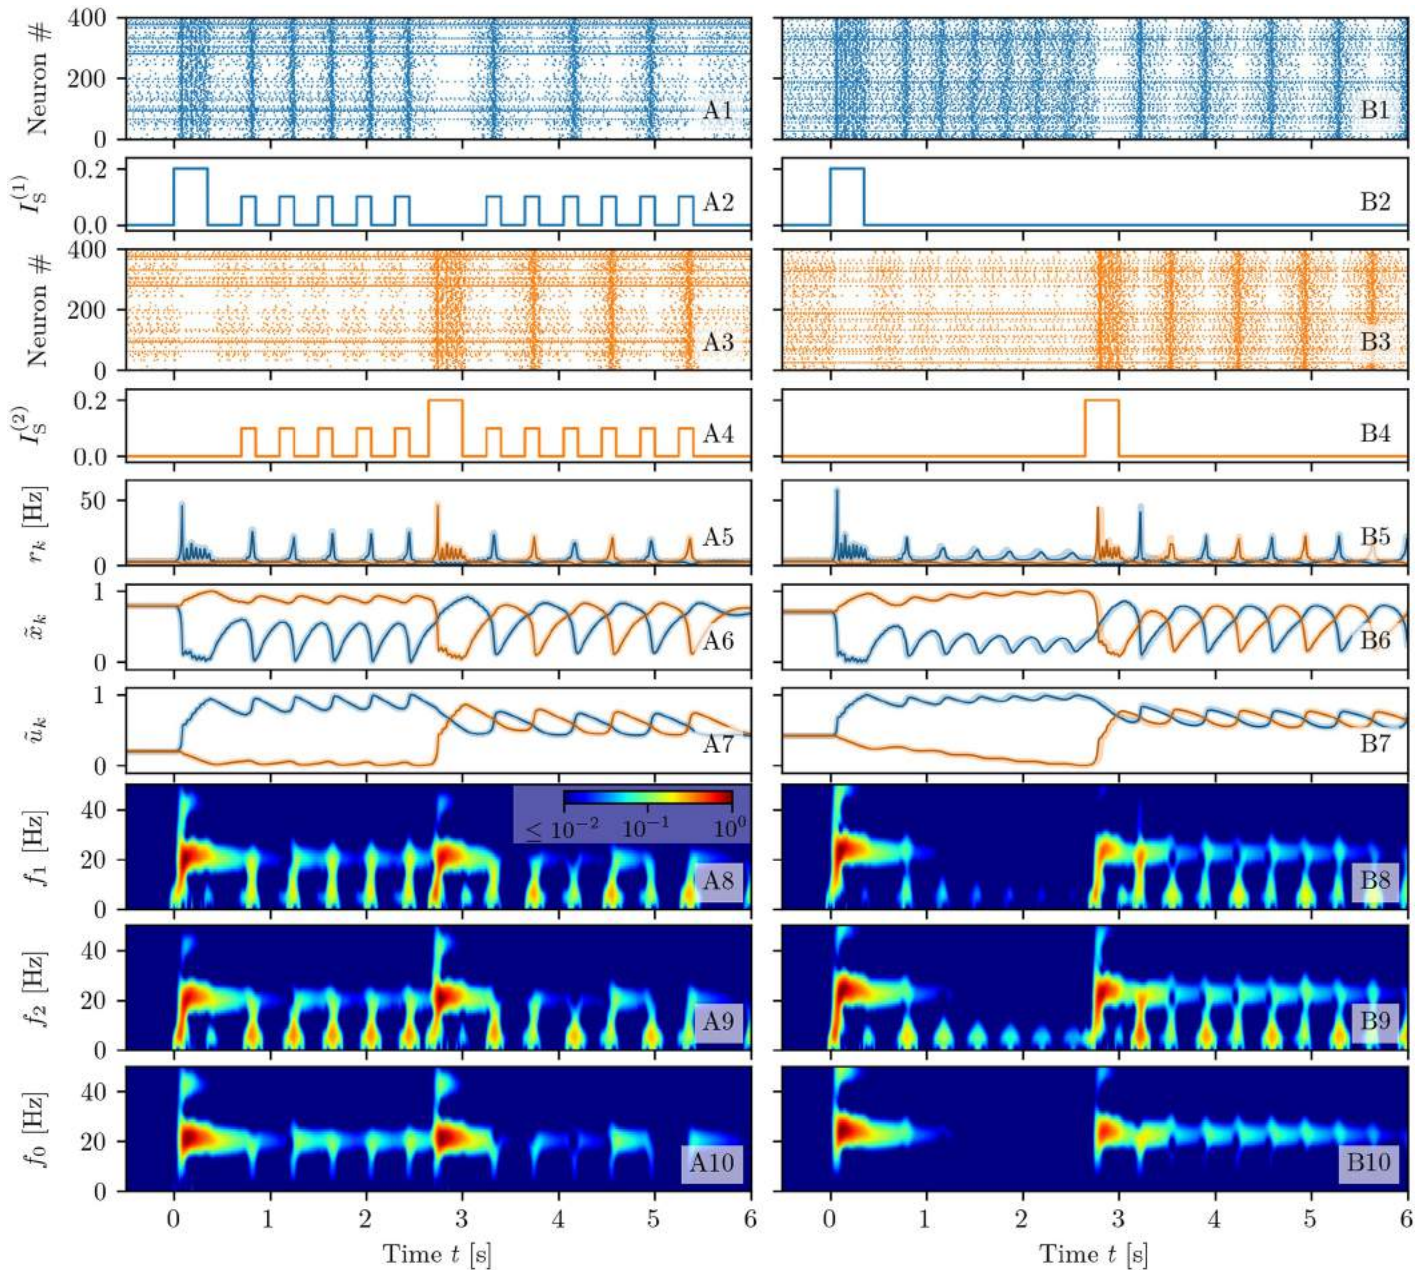 Neuron #
400
200
0
A1
B1
I_S^(1)
0.2
0.0
A2
B2
Neuron #
400
200
0
A3
B3
I_S^(2)
0.2
0.0
A4
B4
r_k [Hz]
50
0
A5
B5
x̃_k
1
0
A6
B6
ũ_k
1
0
A7
B7
f_1 [Hz]
40
20
0
≤ 10^-2 10^-1 10^0
A8
B8
f_2 [Hz]
40
20
0
A9
B9
f_0 [Hz]
40
20
0
A10
B10
0 1 2 3 4 5 6
0 1 2 3 4 5 6
Time t [s]
Time t [s]